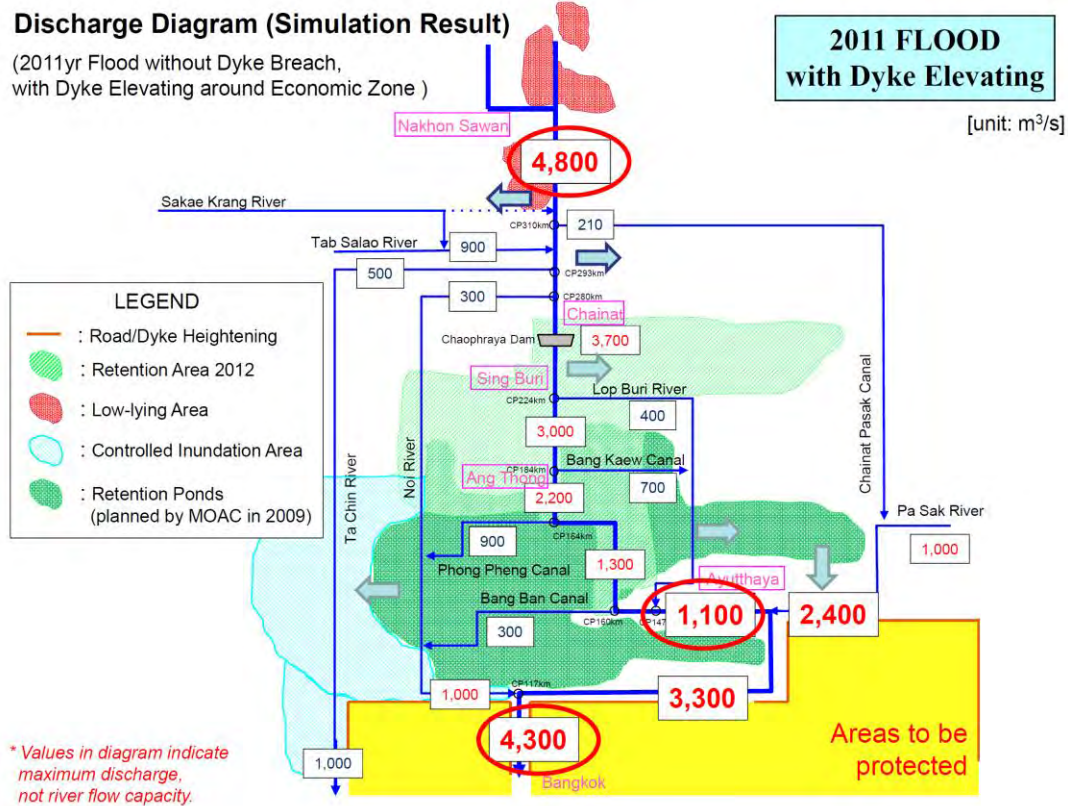 Discharge Diagram (Simulation Result)
(2011yr Flood without Dyke Breach,
with Dyke Elevating around Economic Zone )
2011 FLOOD
with Dyke Elevating
[unit: m³/s]
Nakhon Sawan
4,800
Sakae Krang River
CP310km
210
Tab Salao River
900
500
CP293km
300
CP280km
Chainat
Chaophraya Dam
3,700
LEGEND
: Road/Dyke Heightening
: Retention Area 2012
: Low-lying Area
: Controlled Inundation Area
: Retention Ponds
(planned by MOAC in 2009)
Sing Buri
Lop Buri River
CP224km
400
3,000
Ta Chin River
Noi River
Chainat Pasak Canal
CP184km
Bang Kaew Canal
Ang Thong
2,200
700
Pa Sak River
1,000
900
CP164km
Phong Pheng Canal
1,300
Ayutthaya
Bang Ban Canal
CP160km
CP147
1,100
2,400
300
CP117km
1,000
3,300
4,300
Areas to be
protected
Bangkok
1,000
* Values in diagram indicate
maximum discharge,
not river flow capacity.